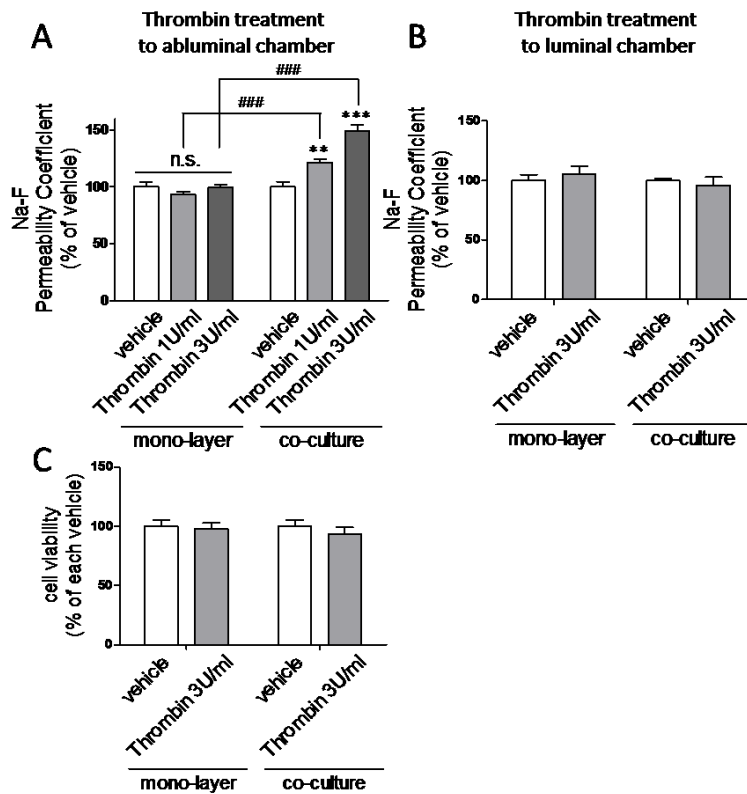 A
Thrombin treatment
to abluminal chamber
###
###
***
**
n.s.
Na-F
Permeability Coefficient
(% of vehicle)
150
100
50
0
vehicle
Thrombin 1U/ml
Thrombin 3U/ml
vehicle
Thrombin 1U/ml
Thrombin 3U/ml
mono-layer
co-culture
B
Thrombin treatment
to luminal chamber
Na-F
Permeability Coefficient
(% of vehicle)
150
100
50
0
vehicle
Thrombin 3U/ml
vehicle
Thrombin 3U/ml
mono-layer
co-culture
C
cell viability
(% of each vehicle)
150
100
50
0
vehicle
Thrombin 3U/ml
vehicle
Thrombin 3U/ml
mono-layer
co-culture